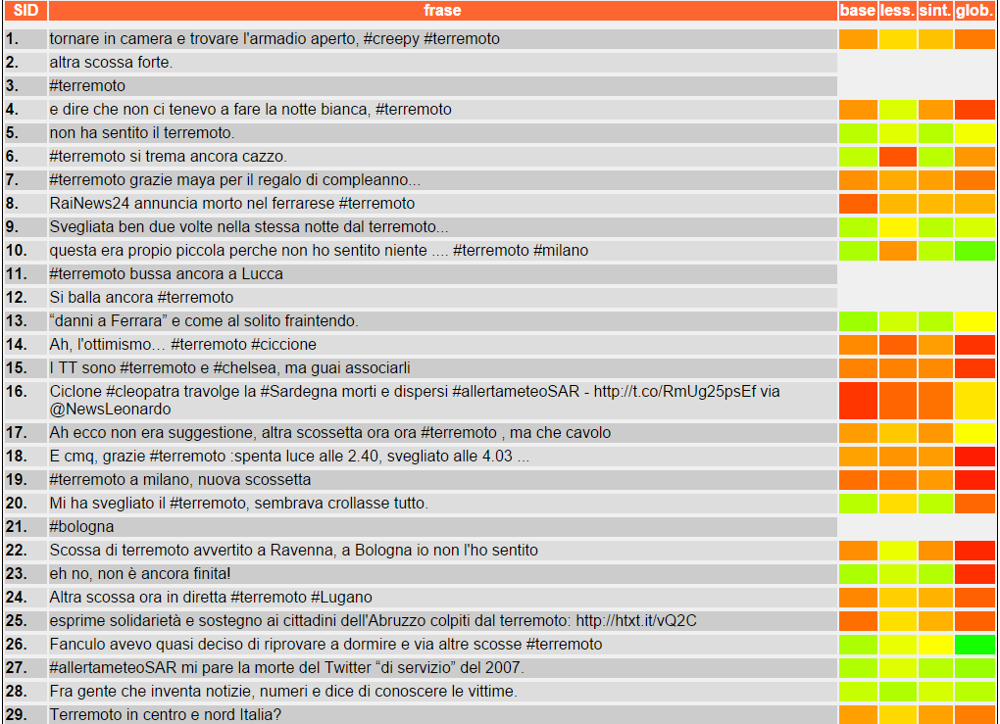 SID frase base less. sint. glob.
1. tornare in camera e trovare l'armadio aperto, #creepy #terremoto
2. altra scossa forte.
3. #terremoto
4. e dire che non ci tenevo a fare la notte bianca, #terremoto
5. non ha sentito il terremoto.
6. #terremoto si trema ancora cazzo.
7. #terremoto grazie maya per il regalo di compleanno...
8. RaiNews24 annuncia morto nel ferrarese #terremoto
9. Svegliata ben due volte nella stessa notte dal terremoto...
10. questa era propio piccola perche non ho sentito niente .... #terremoto #milano
11. #terremoto bussa ancora a Lucca
12. Si balla ancora #terremoto
13. “danni a Ferrara” e come al solito fraintendo.
14. Ah, l'ottimismo… #terremoto #ciccione
15. I TT sono #terremoto e #chelsea, ma guai associarli
16. Ciclone #cleopatra travolge la #Sardegna morti e dispersi #allertameteoSAR - http://t.co/RmUg25psEf via
@NewsLeonardo
17. Ah ecco non era suggestione, altra scossetta ora ora #terremoto , ma che cavolo
18. E cmq, grazie #terremoto :spenta luce alle 2.40, svegliato alle 4.03 ...
19. #terremoto a milano, nuova scossetta
20. Mi ha svegliato il #terremoto, sembrava crollasse tutto.
21. #bologna
22. Scossa di terremoto avvertito a Ravenna, a Bologna io non l'ho sentito
23. eh no, non è ancora finita!
24. Altra scossa ora in diretta #terremoto #Lugano
25. esprime solidarietà e sostegno ai cittadini dell'Abruzzo colpiti dal terremoto: http://htxt.it/vQ2C
26. Fanculo avevo quasi deciso di riprovare a dormire e via altre scosse #terremoto
27. #allertameteoSAR mi pare la morte del Twitter “di servizio” del 2007.
28. Fra gente che inventa notizie, numeri e dice di conoscere le vittime.
29. Terremoto in centro e nord Italia?